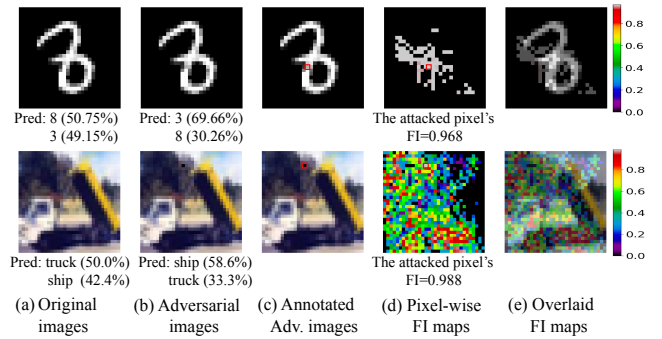 0.8
0.6
0.4
0.2
0.0
Pred: 8 (50.75%)
3 (49.15%)
Pred: 3 (69.66%)
8 (30.26%)
The attacked pixel's
FI=0.968
0.8
0.6
0.4
0.2
0.0
Pred: truck (50.0%)
ship (42.4%)
Pred: ship (58.6%)
truck (33.3%)
The attacked pixel's
FI=0.988
(a) Original
images
(b) Adversarial
images
(c) Annotated
Adv. images
(d) Pixel-wise
FI maps
(e) Overlaid
FI maps